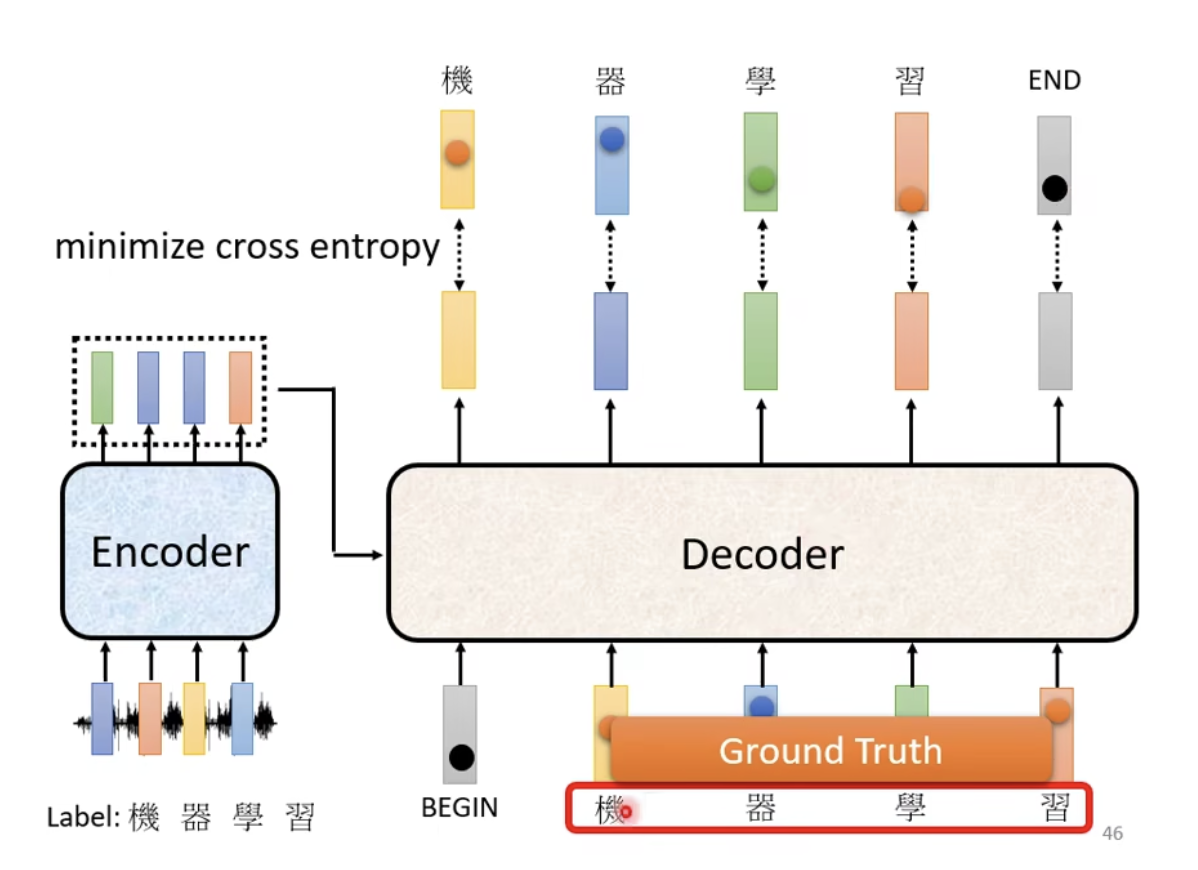 機 器 學 習 END
minimize cross entropy
Encoder
Decoder
Ground Truth
BEGIN 機 器 學 習
Label: 機 器 學 習
46